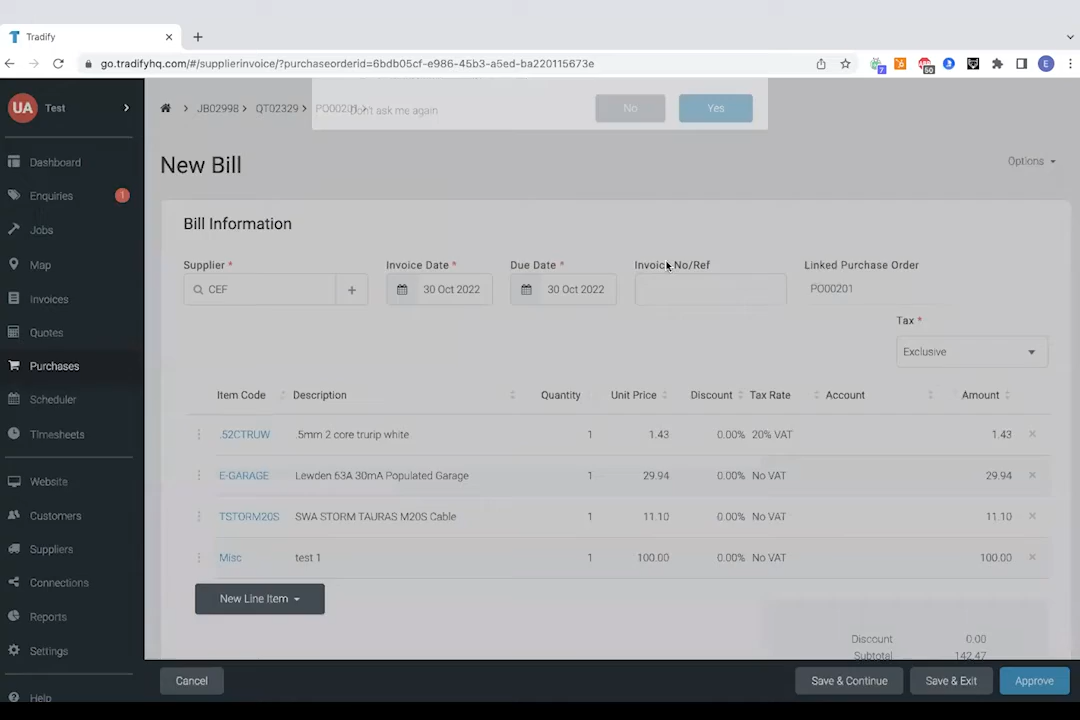 Tradify
go.tradifyhq.com/#/supplierinvoice/?purchaseorderid=6bdb05cf-e986-45b3-a5ed-ba220115673e
7
50
E
UA Test
JB02998 QT02329 PO00201
Don't ask me again No Yes
Dashboard
Enquiries 1
Jobs
Map
Invoices
Quotes
Purchases
Scheduler
Timesheets
Website
Customers
Suppliers
Connections
Reports
Settings
Help
New Bill
Options
Bill Information
Supplier * Invoice Date * Due Date * Invoice No/Ref Linked Purchase Order
CEF + 30 Oct 2022 30 Oct 2022 PO00201
Tax *
Exclusive
Item Code Description Quantity Unit Price Discount Tax Rate Account Amount
.52CTRUW .5mm 2 core trurip white 1 1.43 0.00% 20% VAT 1.43
E-GARAGE Lewden 63A 30mA Populated Garage 1 29.94 0.00% No VAT 29.94
TSTORM20S SWA STORM TAURAS M20S Cable 1 11.10 0.00% No VAT 11.10
Misc test 1 1 100.00 0.00% No VAT 100.00
New Line Item
Discount 0.00
Subtotal 142.47
Cancel Save & Continue Save & Exit Approve